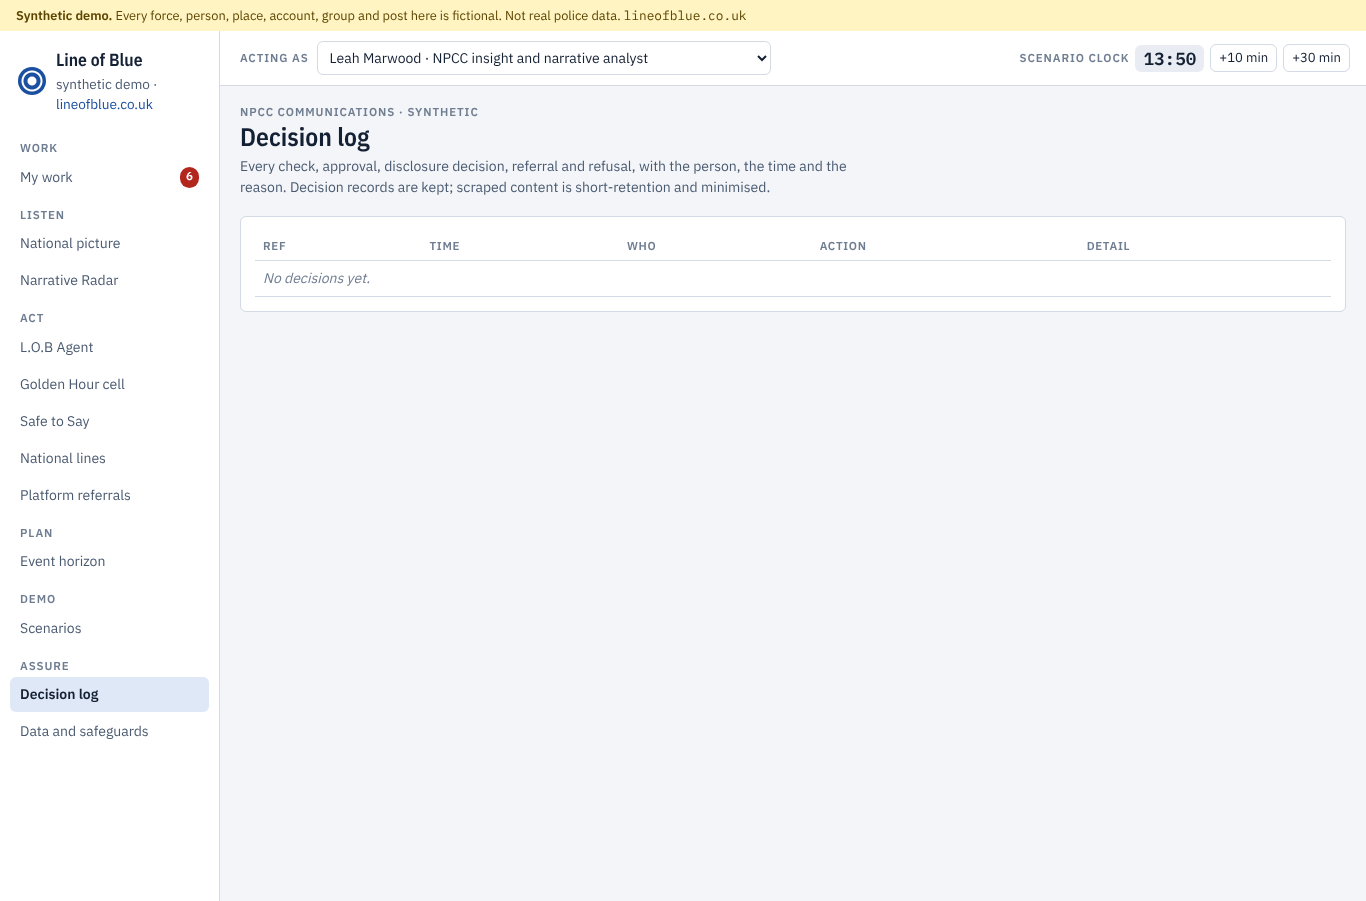 Synthetic demo. Every force, person, place, account, group and post here is fictional. Not real police data. lineofblue.co.uk
Line of Blue
synthetic demo ·
lineofblue.co.uk
WORK
My work 6
LISTEN
National picture
Narrative Radar
ACT
L.O.B Agent
Golden Hour cell
Safe to Say
National lines
Platform referrals
PLAN
Event horizon
DEMO
Scenarios
ASSURE
Decision log
Data and safeguards
ACTING AS Leah Marwood · NPCC insight and narrative analyst SCENARIO CLOCK 13:50 +10 min +30 min
NPCC COMMUNICATIONS · SYNTHETIC
Decision log
Every check, approval, disclosure decision, referral and refusal, with the person, the time and the
reason. Decision records are kept; scraped content is short-retention and minimised.
REF TIME WHO ACTION DETAIL
No decisions yet.